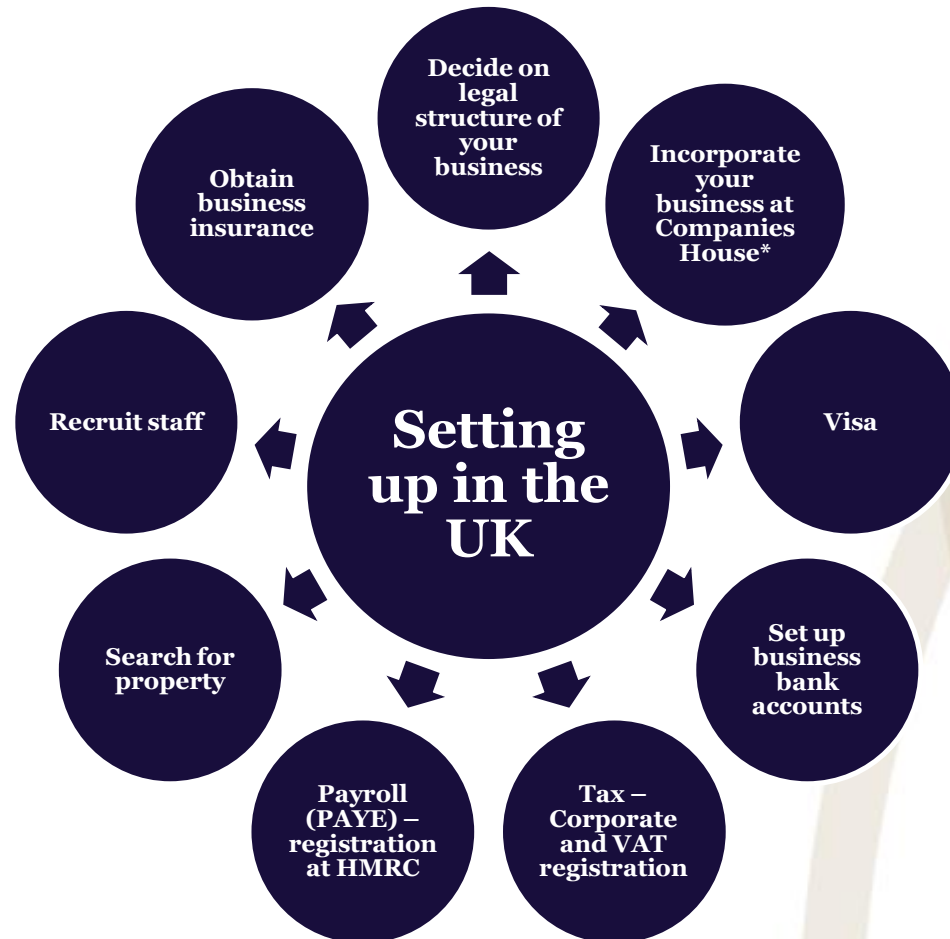 Decide on
legal
structure of
your
business
Incorporate
your
business at
Companies
House*
Visa
Set up
business
bank
accounts
Tax –
Corporate
and VAT
registration
Payroll
(PAYE) –
registration
at HMRC
Search for
property
Recruit staff
Obtain
business
insurance
Setting
up in the
UK